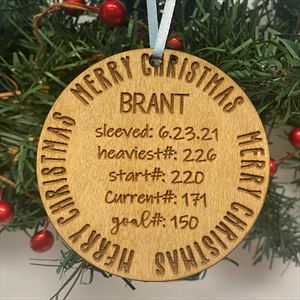 MERRY CHRISTMAS
BRANT
sleeved: 6.23.21
heaviest#: 226
start#: 220
Current#: 171
goal#: 150
MERRY CHRISTMAS
MERRY CHRISTMAS
MERRY CHRISTMAS